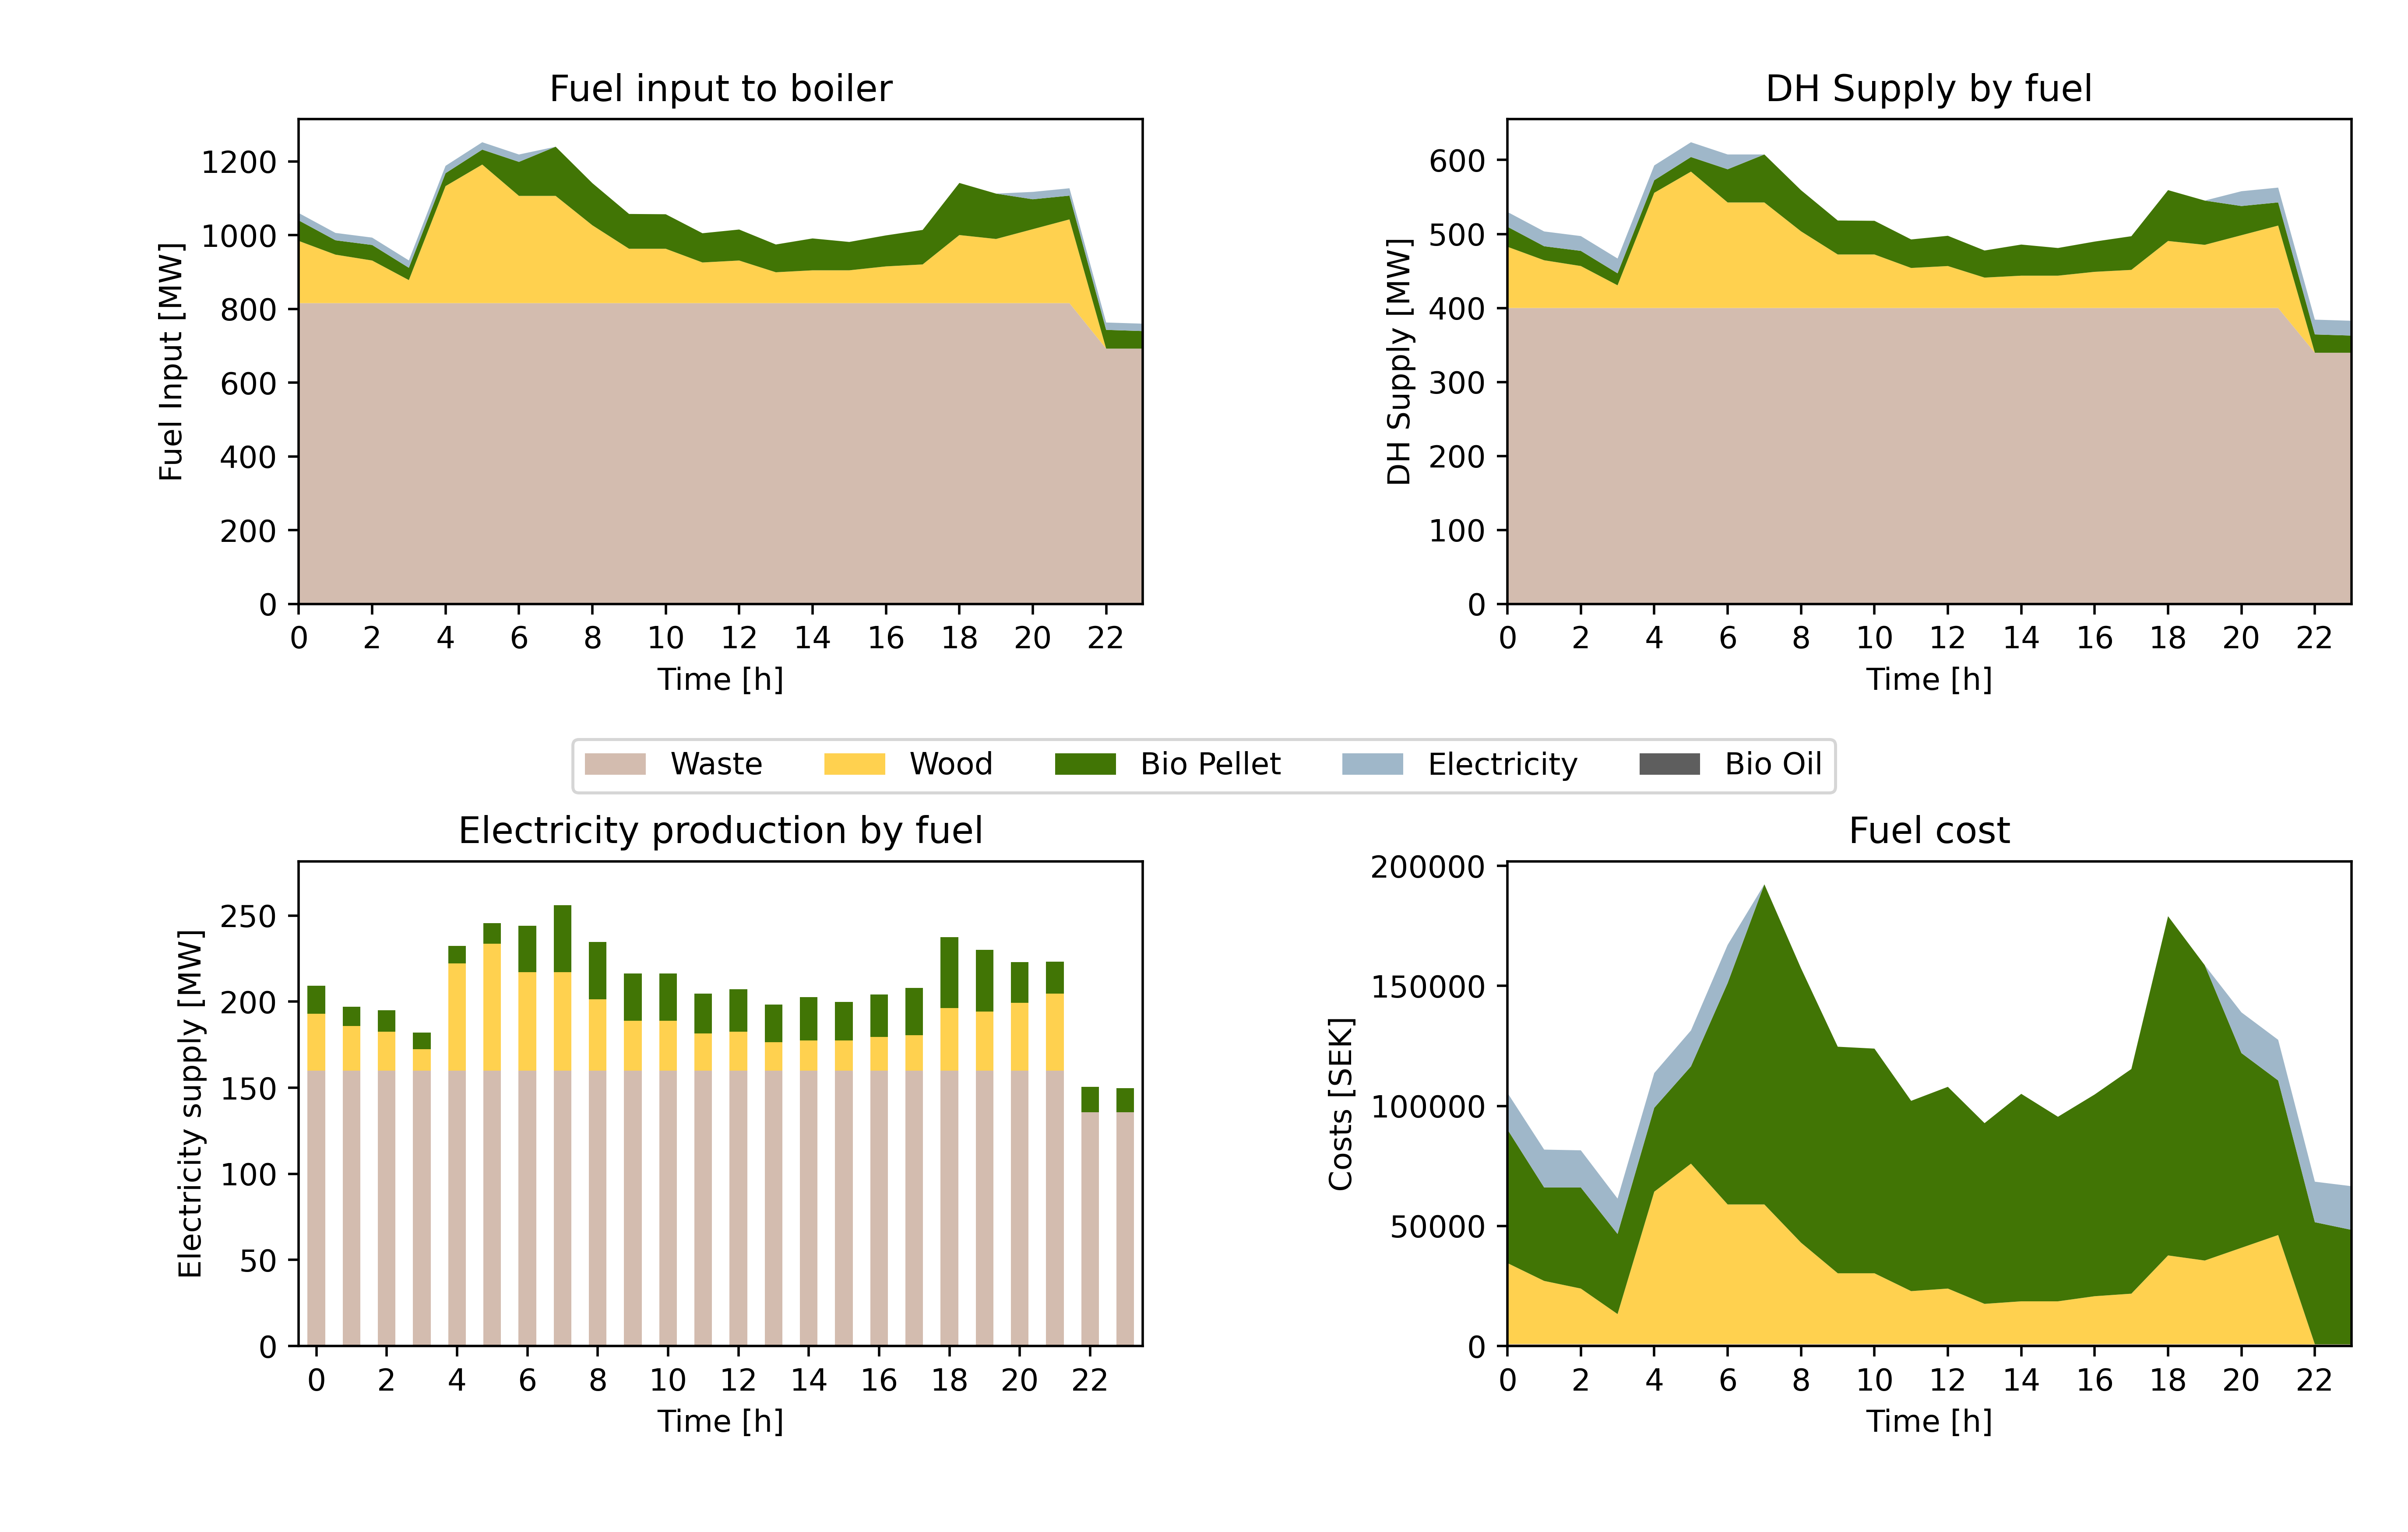 Fuel input to boiler
Fuel Input [MW]
1200
1000
800
600
400
200
0
0 2 4 6 8 10 12 14 16 18 20 22
Time [h]
DH Supply by fuel
DH Supply [MW]
600
500
400
300
200
100
0
0 2 4 6 8 10 12 14 16 18 20 22
Time [h]
Waste Wood Bio Pellet Electricity Bio Oil
Electricity production by fuel
Electricity supply [MW]
250
200
150
100
50
0
0 2 4 6 8 10 12 14 16 18 20 22
Time [h]
Fuel cost
Costs [SEK]
200000
150000
100000
50000
0
0 2 4 6 8 10 12 14 16 18 20 22
Time [h]